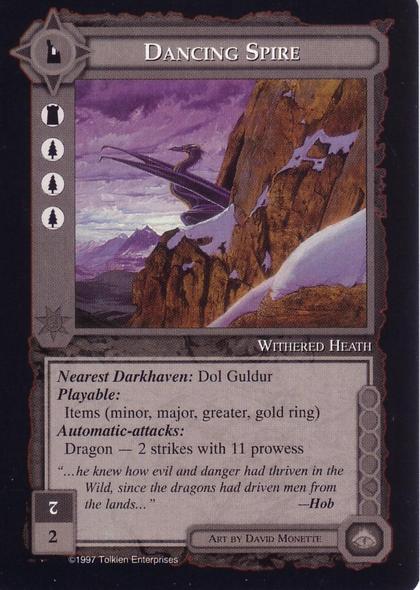 DANCING SPIRE
WITHERED HEATH
Nearest Darkhaven: Dol Guldur
Playable:
Items (minor, major, greater, gold ring)
Automatic-attacks:
Dragon — 2 strikes with 11 prowess
“...he knew how evil and danger had thrived in the
Wild, since the dragons had driven men from
the lands...” —Hob
2
2
ART BY DAVID MONETTE
©1997 Tolkien Enterprises